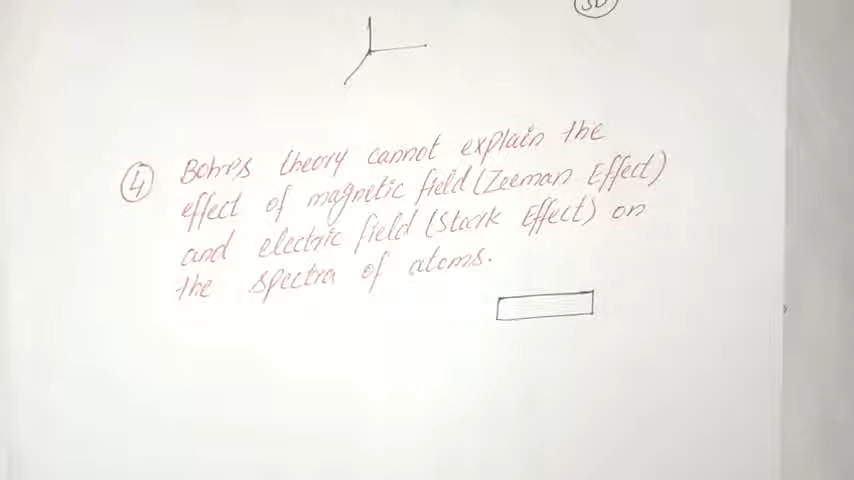 3D
④ Bohr's theory cannot explain the
effect of magnetic field (Zeeman Effect)
and electric field (Stark Effect) on
the spectra of atoms.